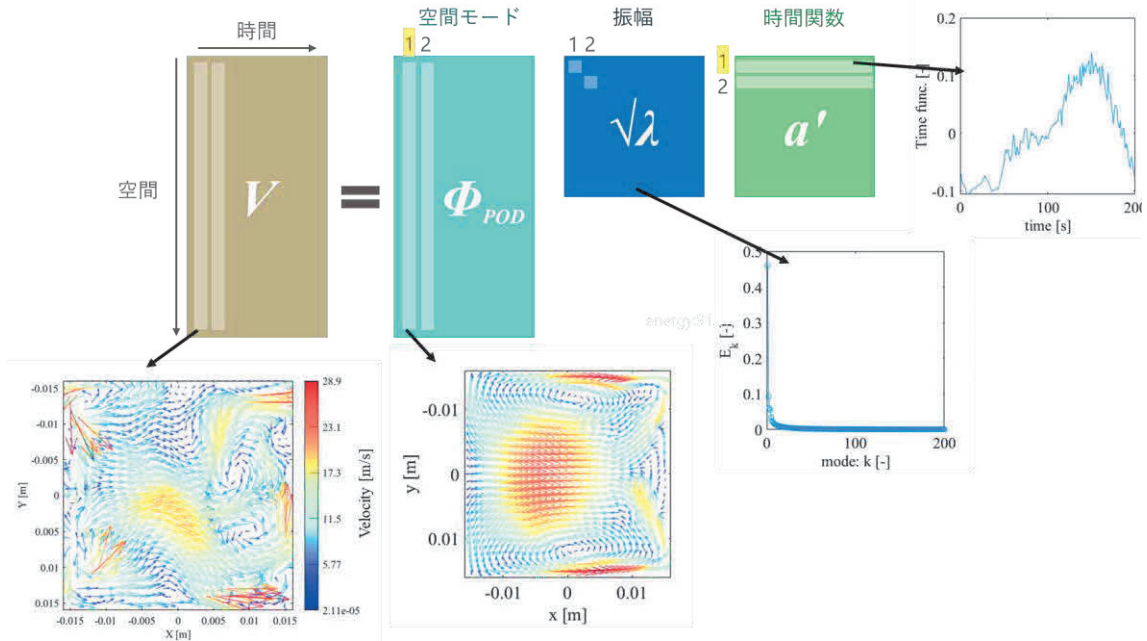 時間
空間
V
=
空間モード
1 2
Φ_POD
振幅
1 2
√λ
時間関数
1
2
a'
0.2
0.1
0
-0.1
Time func. [-]
0 100 200
time [s]
0.5
0.4
0.3
0.2
0.1
0
E_k [-]
0 100 200
mode: k [-]
-0.015
-0.01
-0.005
0
0.005
0.01
0.015
Y [m]
-0.015 -0.01 -0.005 0 0.005 0.01 0.015
X [m]
28.9
23.1
17.3
11.5
5.77
2.11e-05
Velocity [m/s]
-0.01
0
0.01
y [m]
-0.01 0 0.01
x [m]